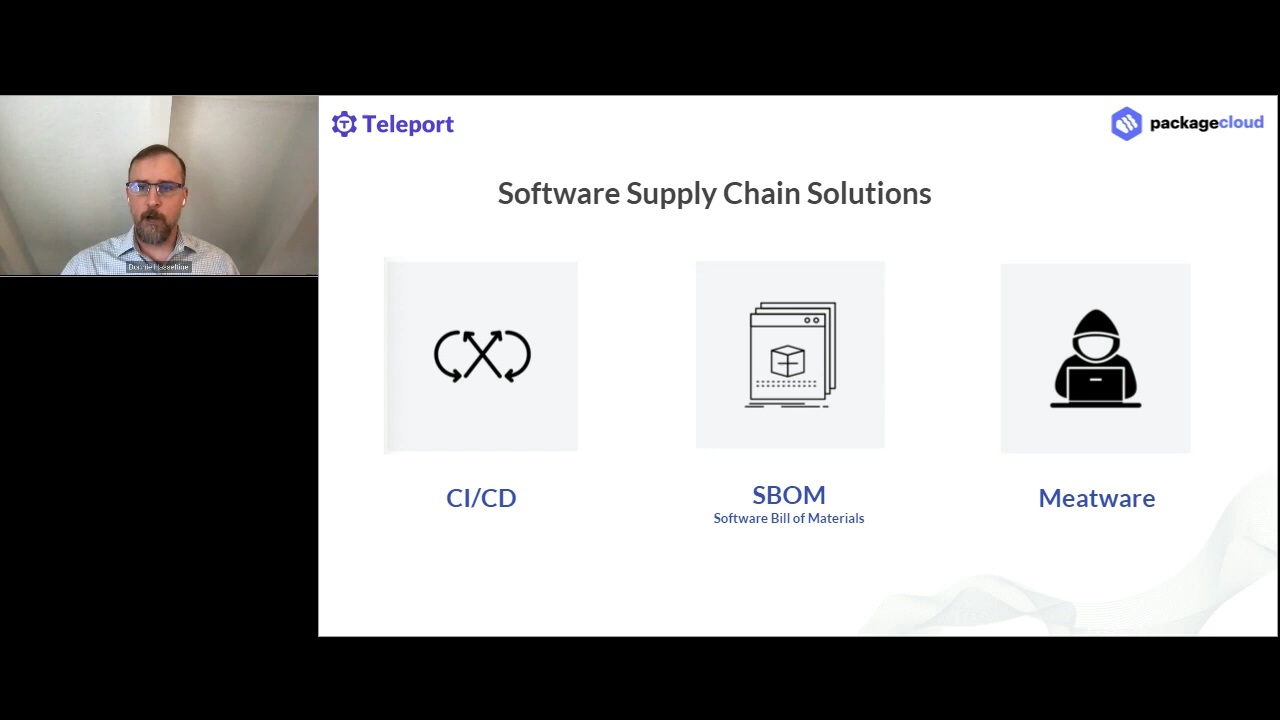 Teleport
packagecloud
Software Supply Chain Solutions
CI/CD
SBOM
Software Bill of Materials
Meatware